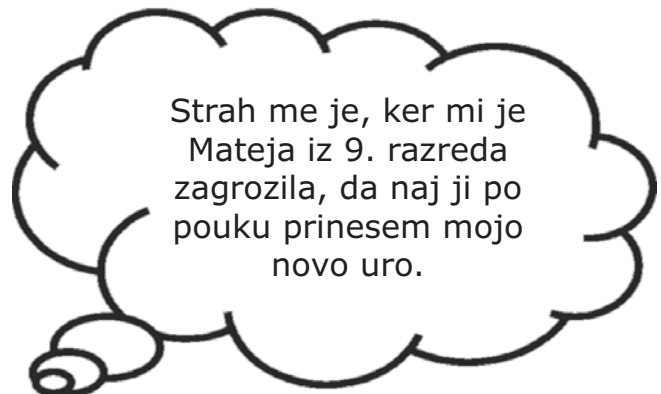 Strah me je, ker mi je
Mateja iz 9. razreda
zagrozila, da naj ji po
pouku prinesem mojo
novo uro.